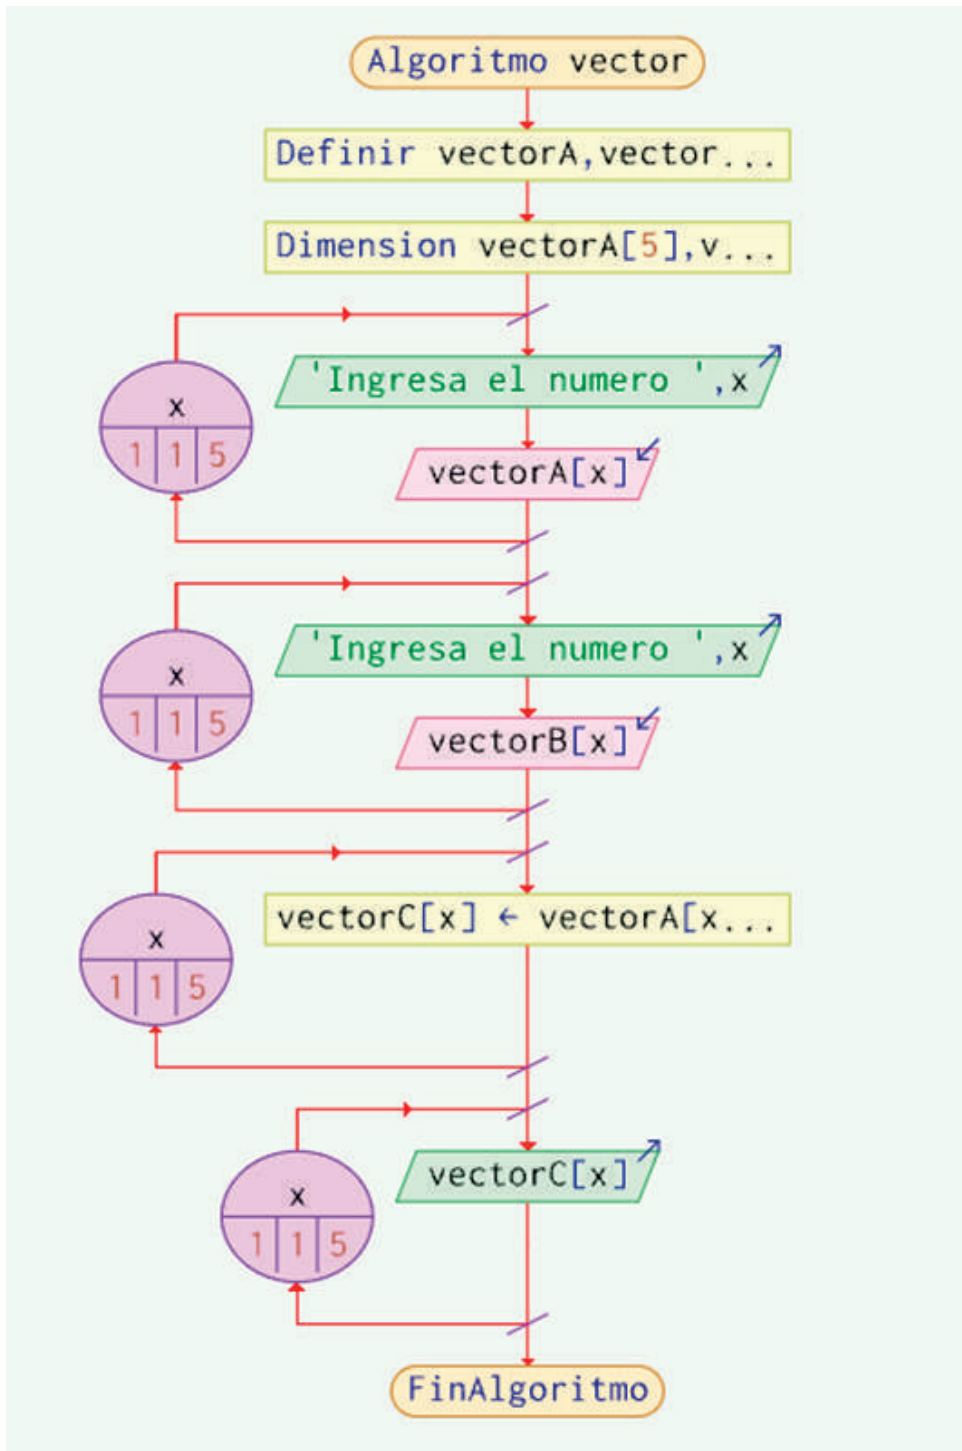 Algoritmo vector
Definir vectorA,vector...
Dimension vectorA[5],v...
'Ingresa el numero ',x
x
1 1 5
vectorA[x]
'Ingresa el numero ',x
x
1 1 5
vectorB[x]
vectorC[x] ← vectorA[x...
x
1 1 5
vectorC[x]
x
1 1 5
FinAlgoritmo